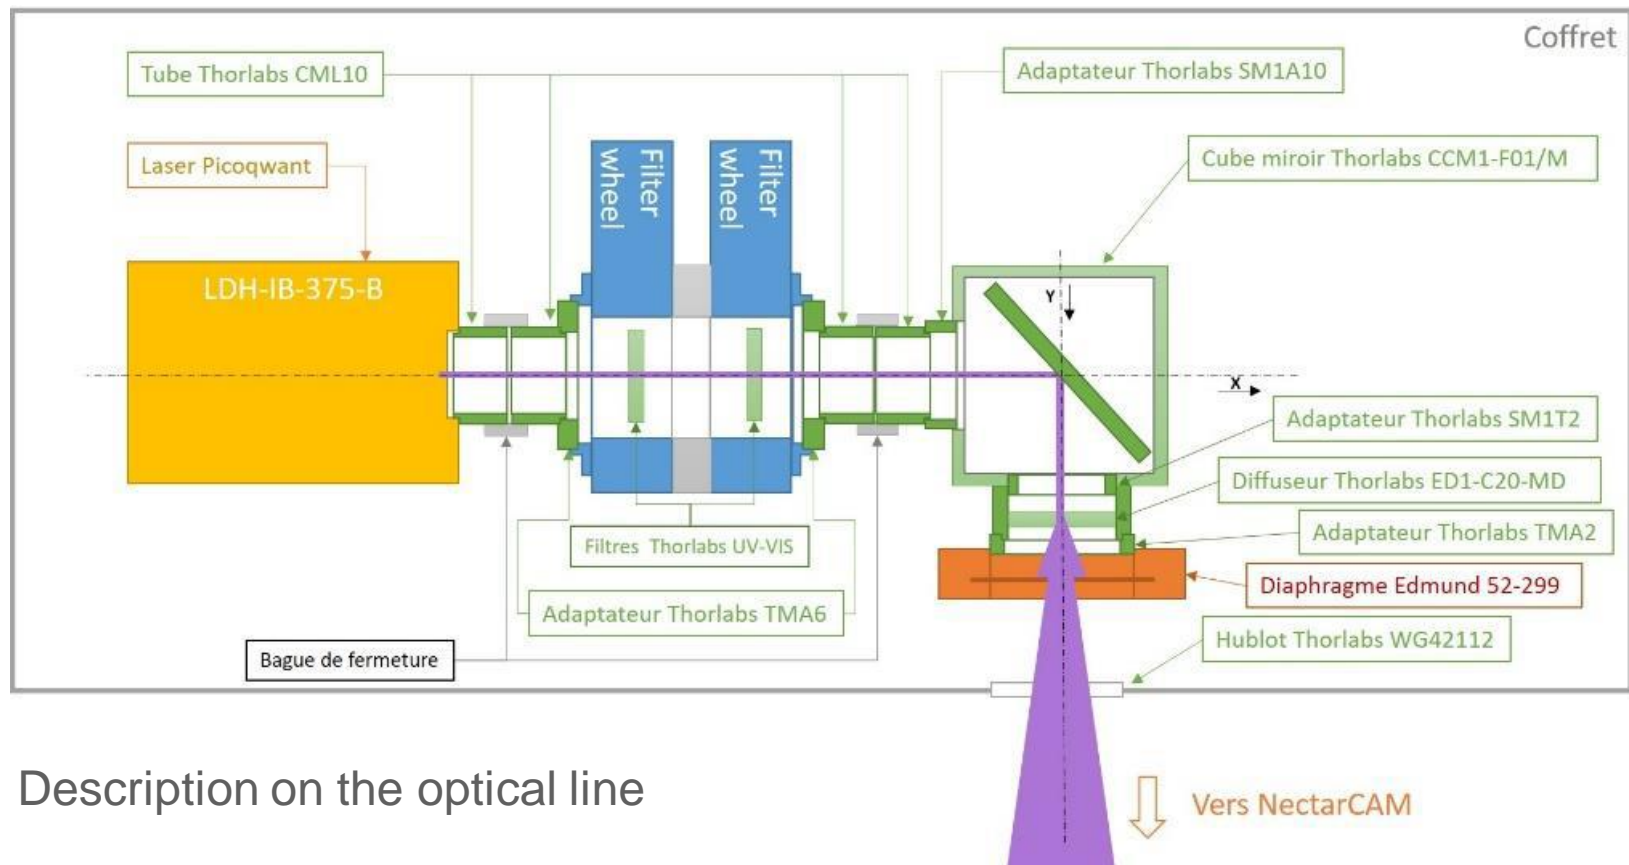 Coffret
Tube Thorlabs CML10
Adaptateur Thorlabs SM1A10
Laser Picoqwant
Filter
wheel
Filter
wheel
Cube miroir Thorlabs CCM1-F01/M
LDH-IB-375-B
Y
X
Adaptateur Thorlabs SM1T2
Diffuseur Thorlabs ED1-C20-MD
Filtres Thorlabs UV-VIS
Adaptateur Thorlabs TMA2
Adaptateur Thorlabs TMA6
Diaphragme Edmund 52-299
Bague de fermeture
Hublot Thorlabs WG42112
Description on the optical line
Vers NectarCAM